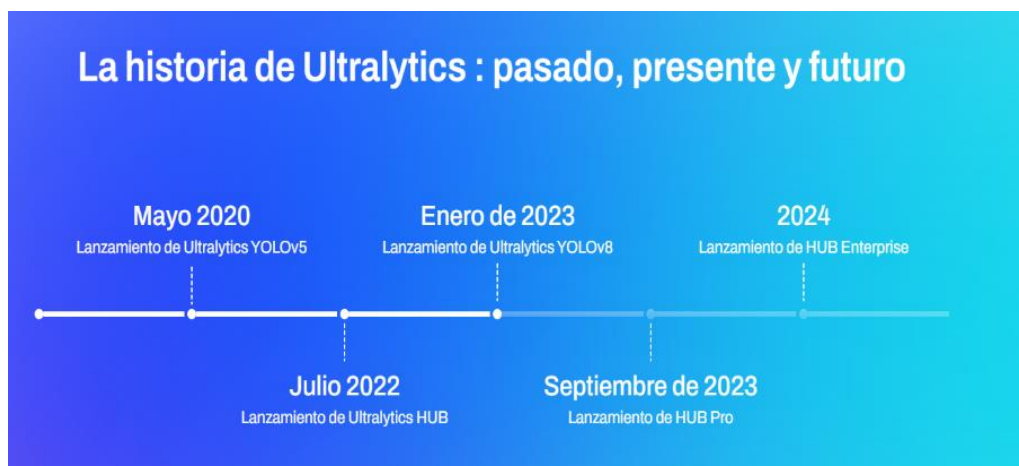 La historia de Ultralytics : pasado, presente y futuro
Mayo 2020
Lanzamiento de Ultralytics YOLOv5
Enero de 2023
Lanzamiento de Ultralytics YOLOv8
2024
Lanzamiento de HUB Enterprise
Julio 2022
Lanzamiento de Ultralytics HUB
Septiembre de 2023
Lanzamiento de HUB Pro